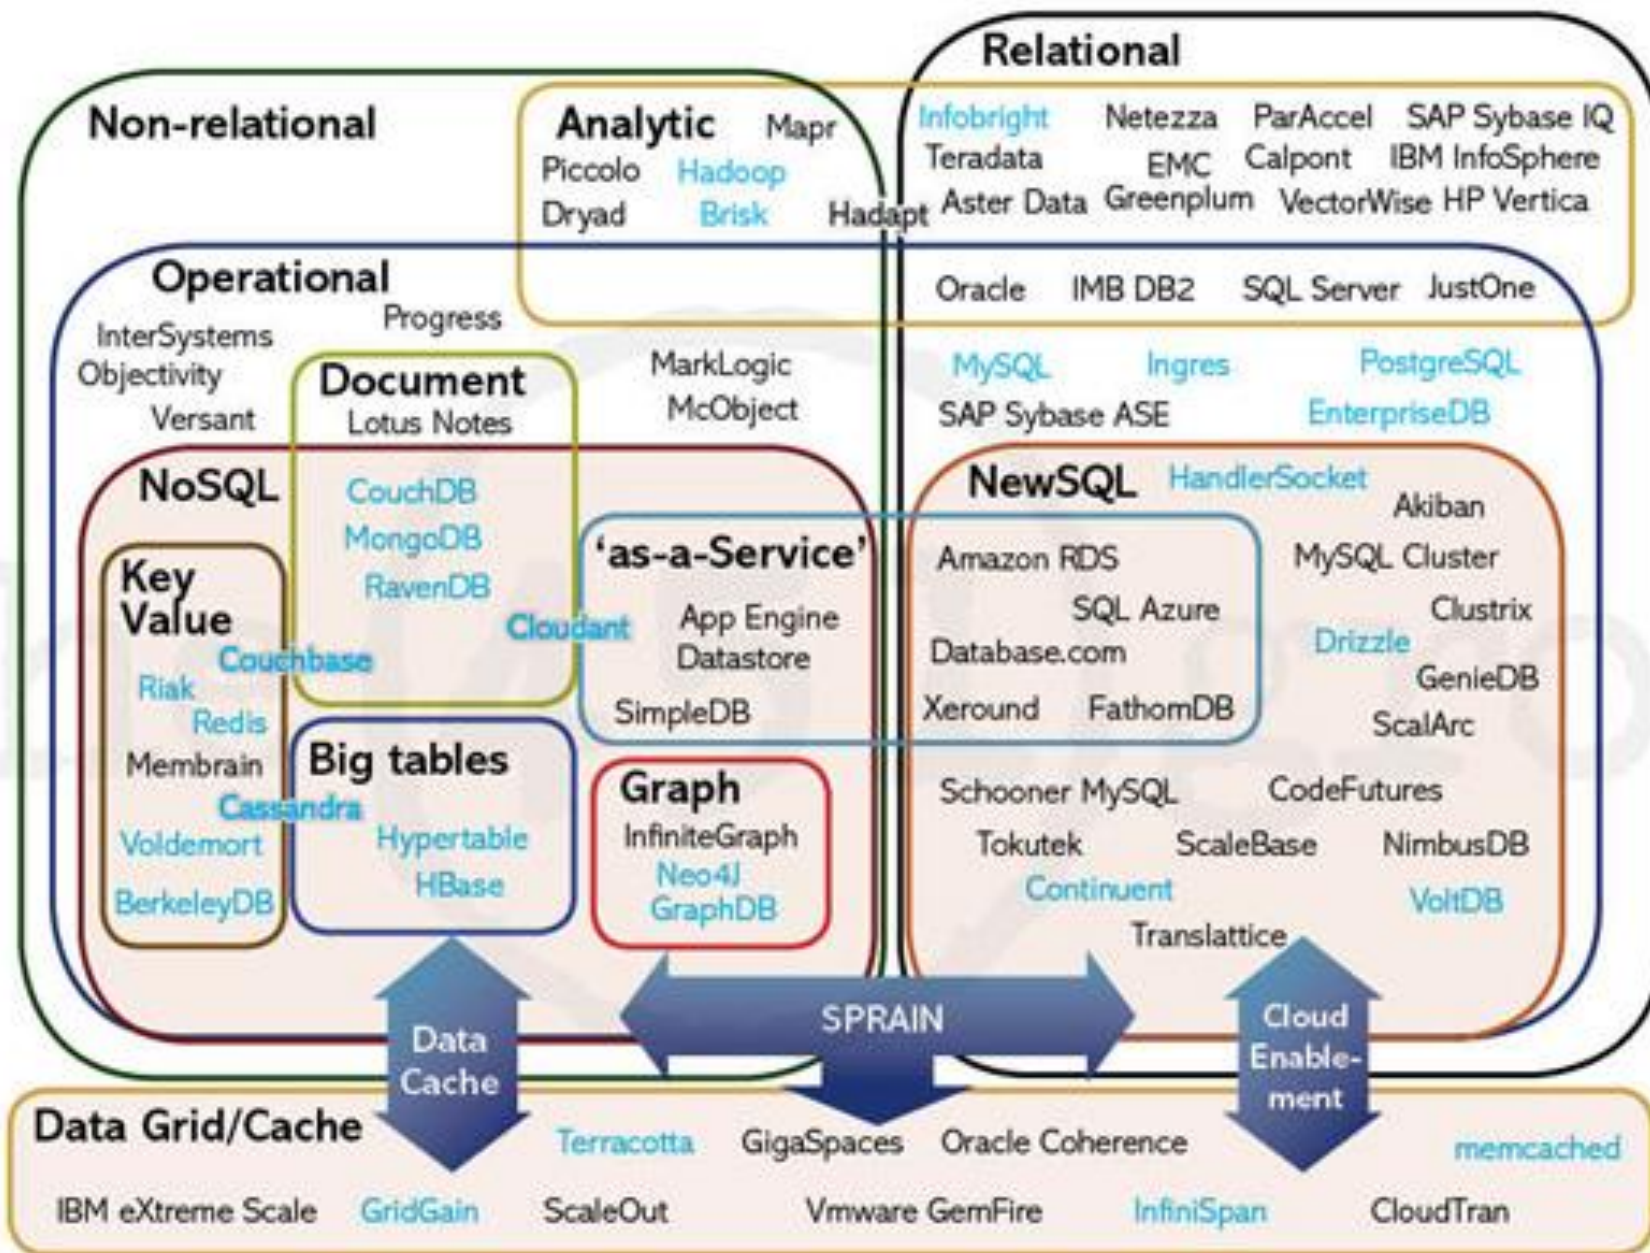 Relational
Non-relational
Analytic Mapr
Piccolo Hadoop
Dryad Brisk Hadapt
Infobright Netezza ParAccel SAP Sybase IQ
Teradata EMC Calpont IBM InfoSphere
Aster Data Greenplum VectorWise HP Vertica
Operational
Progress
InterSystems
Objectivity
Versant
MarkLogic
McObject
Oracle IMB DB2 SQL Server JustOne
MySQL Ingres PostgreSQL
SAP Sybase ASE EnterpriseDB
Document
Lotus Notes
NoSQL
CouchDB
MongoDB
RavenDB
Cloudant
Key
Value
Couchbase
Riak
Redis
Membrain
Cassandra
Voldemort
BerkeleyDB
Big tables
Hypertable
HBase
'as-a-Service'
App Engine
Datastore
SimpleDB
Graph
InfiniteGraph
Neo4J
GraphDB
NewSQL HandlerSocket
Akiban
Amazon RDS MySQL Cluster
SQL Azure Clustrix
Database.com Drizzle
GenieDB
Xeround FathomDB ScalArc
Schooner MySQL CodeFutures
Tokutek ScaleBase NimbusDB
Continuent VoltDB
Translattice
Data
Cache
SPRAIN
Cloud
Enable-
ment
Data Grid/Cache
Terracotta GigaSpaces Oracle Coherence memcached
IBM eXtreme Scale GridGain ScaleOut Vmware GemFire InfiniSpan CloudTran